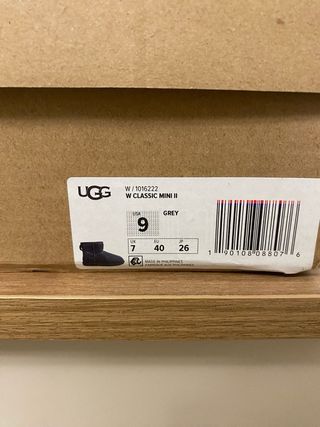 UGG
W / 1016222
W CLASSIC MINI II
USA
9
GREY
UK EU JP
7 40 26
1 90108 08807 6
MADE IN PHILIPPINES